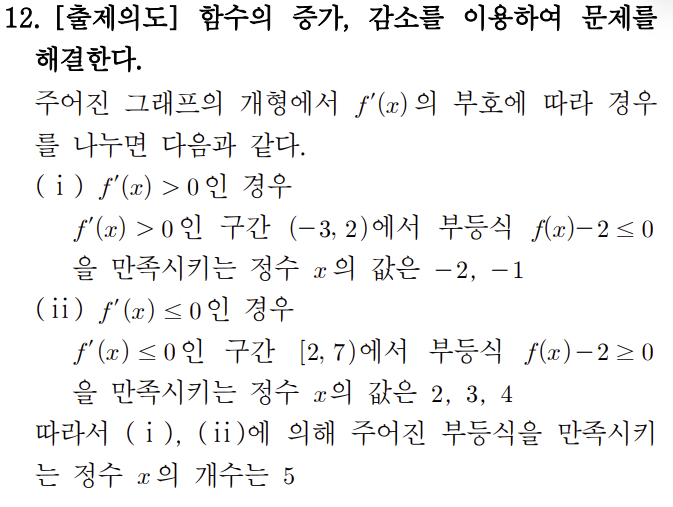 12. [출제의도] 함수의 증가, 감소를 이용하여 문제를
해결한다.
주어진 그래프의 개형에서 f′(x)의 부호에 따라 경우
를 나누면 다음과 같다.
(ⅰ) f′(x) > 0인 경우
f′(x) > 0인 구간 (−3, 2)에서 부등식 f(x)−2 ≤ 0
을 만족시키는 정수 x의 값은 −2, −1
(ⅱ) f′(x) ≤ 0인 경우
f′(x) ≤ 0인 구간 [2, 7)에서 부등식 f(x)−2 ≥ 0
을 만족시키는 정수 x의 값은 2, 3, 4
따라서 (ⅰ), (ⅱ)에 의해 주어진 부등식을 만족시키
는 정수 x의 개수는 5